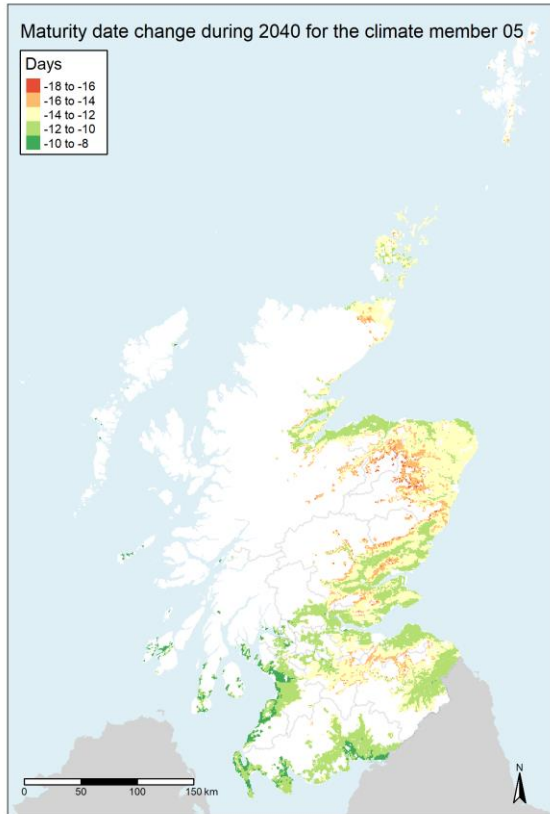 Maturity date change during 2040 for the climate member 05
Days
-18 to -16
-16 to -14
-14 to -12
-12 to -10
-10 to -8
0 50 100 150 km
N